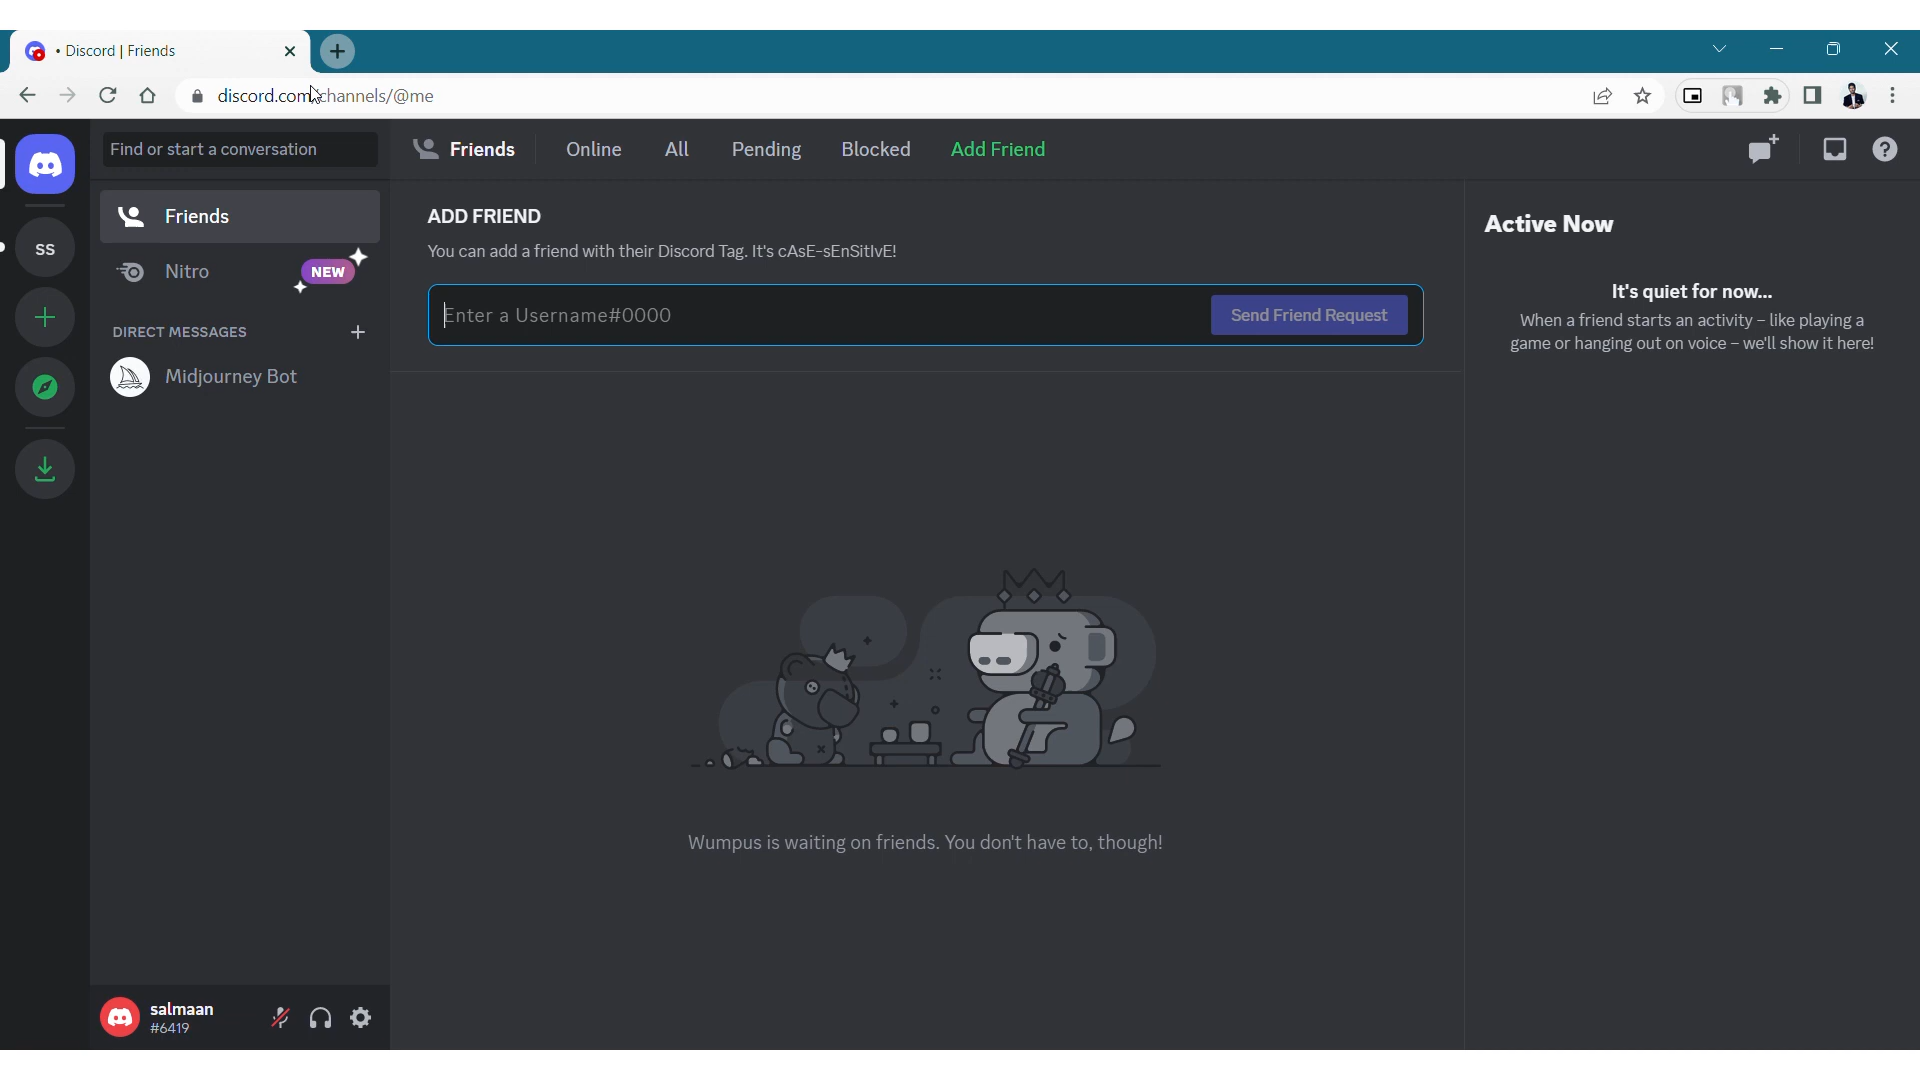 • Discord | Friends
discord.com/channels/@me
Find or start a conversation
Friends
Online
All
Pending
Blocked
Add Friend
SS
Friends
Nitro
NEW
DIRECT MESSAGES
Midjourney Bot
ADD FRIEND
You can add a friend with their Discord Tag. It's cAsE-sEnSitIvE!
Enter a Username#0000
Send Friend Request
Wumpus is waiting on friends. You don't have to, though!
Active Now
It's quiet for now...
When a friend starts an activity – like playing a
game or hanging out on voice – we'll show it here!
salmaan
#6419